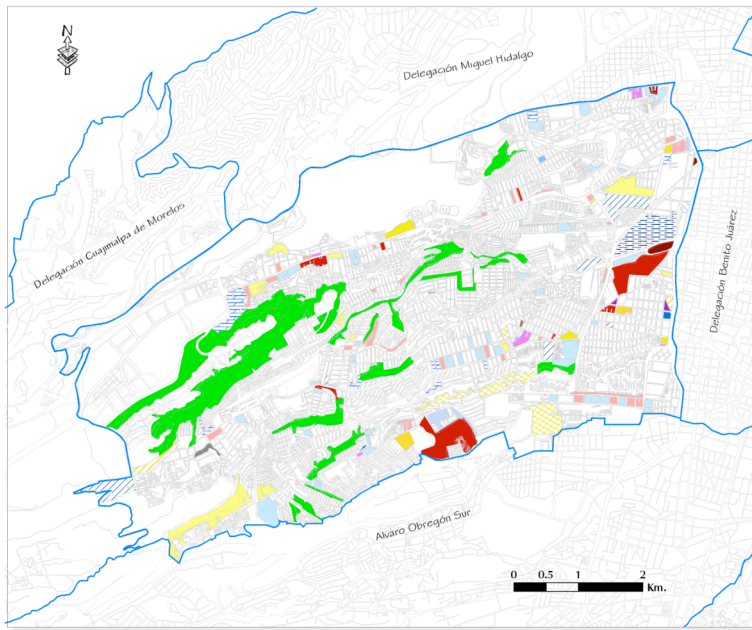 N
Delegación Miguel Hidalgo
Delegación Cuajimalpa de Morelos
Delegación Benito Juárez
Alvaro Obregón Sur
0 0.5 1 2
Km.